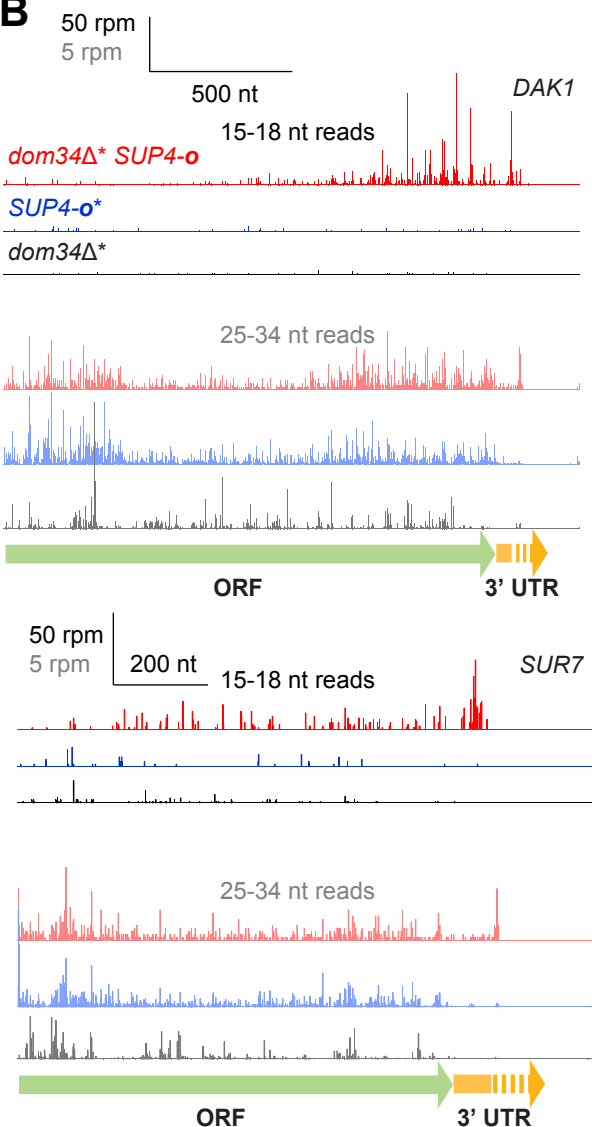 B
50 rpm
5 rpm
500 nt
DAK1
15-18 nt reads
dom34Δ* SUP4-o
SUP4-o*
dom34Δ*
25-34 nt reads
ORF
3’ UTR
50 rpm
5 rpm
200 nt
SUR7
15-18 nt reads
25-34 nt reads
ORF
3’ UTR